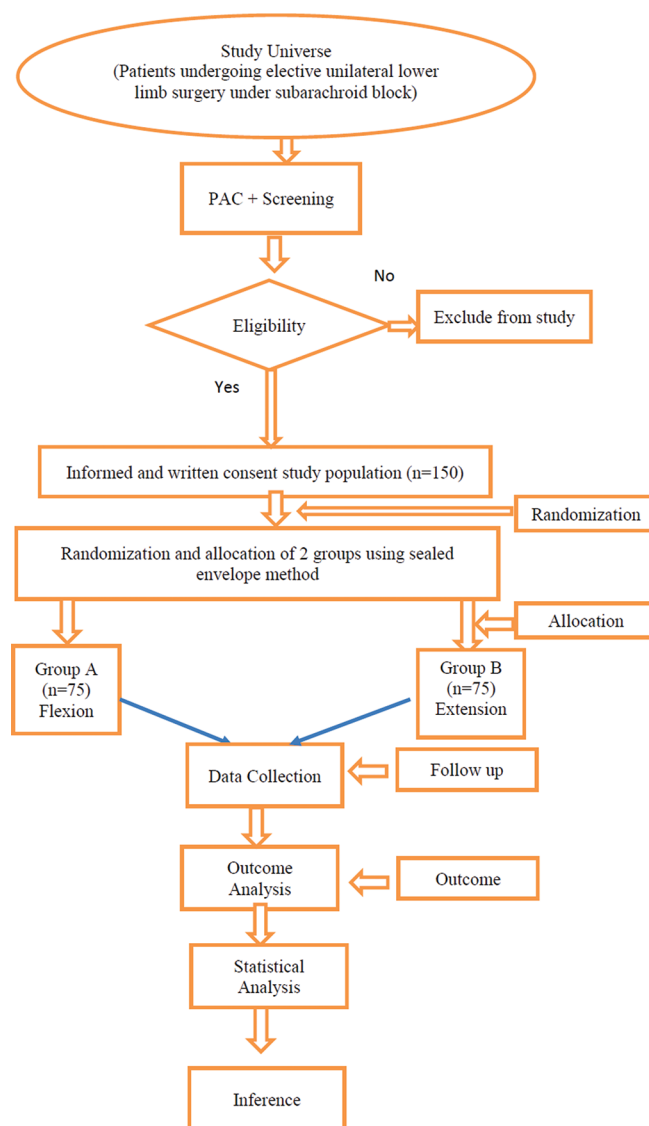 Study Universe
(Patients undergoing elective unilateral lower
limb surgery under subarachroid block)
PAC + Screening
No
Eligibility
Exclude from study
Yes
Informed and written consent study population (n=150)
Randomization
Randomization and allocation of 2 groups using sealed
envelope method
Allocation
Group A
(n=75)
Flexion
Group B
(n=75)
Extension
Data Collection
Follow up
Outcome
Analysis
Outcome
Statistical
Analysis
Inference